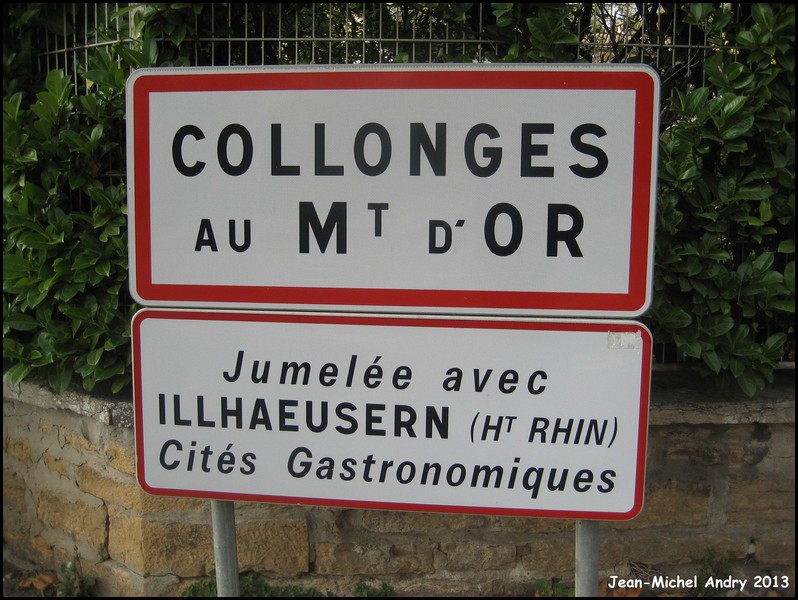 COLLONGES
AU MT D'OR
Jumelée avec
ILLHAEUSERN (HT RHIN)
Cités Gastronomiques
Jean-Michel Andry 2013